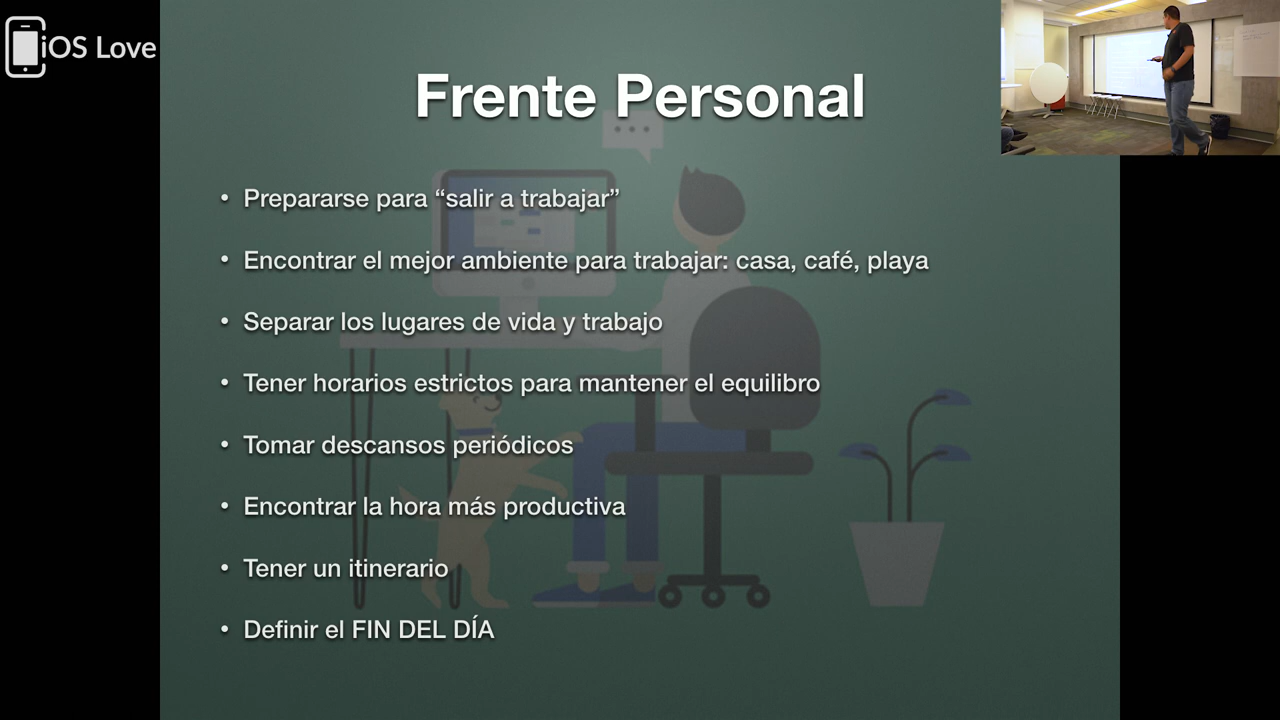 iOS Love
Frente Personal
• Prepararse para “salir a trabajar”
• Encontrar el mejor ambiente para trabajar: casa, café, playa
• Separar los lugares de vida y trabajo
• Tener horarios estrictos para mantener el equilibro
• Tomar descansos periódicos
• Encontrar la hora más productiva
• Tener un itinerario
• Definir el FIN DEL DÍA